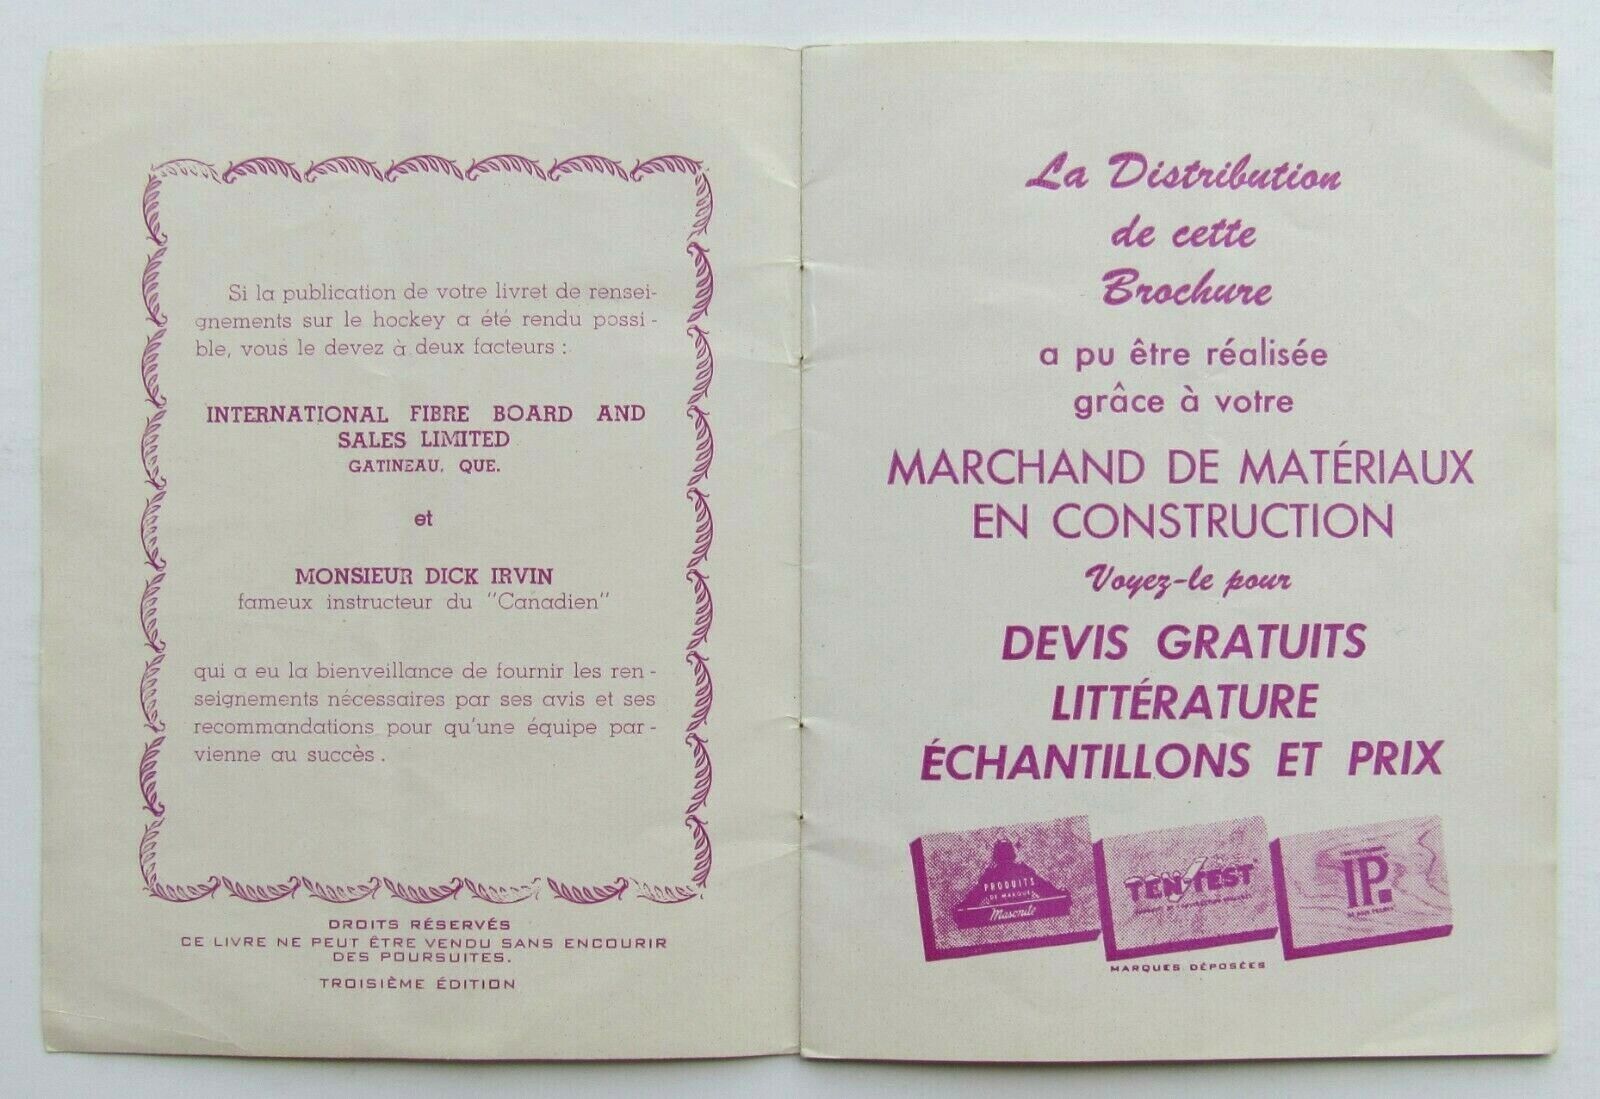 Si la publication de votre livret de rensei-
gnements sur le hockey a été rendu possi-
ble, vous le devez à deux facteurs :
INTERNATIONAL FIBRE BOARD AND
SALES LIMITED
GATINEAU, QUE.
et
MONSIEUR DICK IRVIN
fameux instructeur du "Canadien"
qui a eu la bienveillance de fournir les ren-
seignements nécessaires par ses avis et ses
recommandations pour qu'une équipe par-
vienne au succès.
DROITS RÉSERVÉS
CE LIVRE NE PEUT ÊTRE VENDU SANS ENCOURIR
DES POURSUITES.
TROISIÈME ÉDITION
La Distribution
de cette
Brochure
a pu être réalisée
grâce à votre
MARCHAND DE MATÉRIAUX
EN CONSTRUCTION
Voyez-le pour
DEVIS GRATUITS
LITTÉRATURE
ÉCHANTILLONS ET PRIX
PRODUITS
DE MARQUE
Masonite
TEN-TEST
I.P.
MARQUES DÉPOSÉES